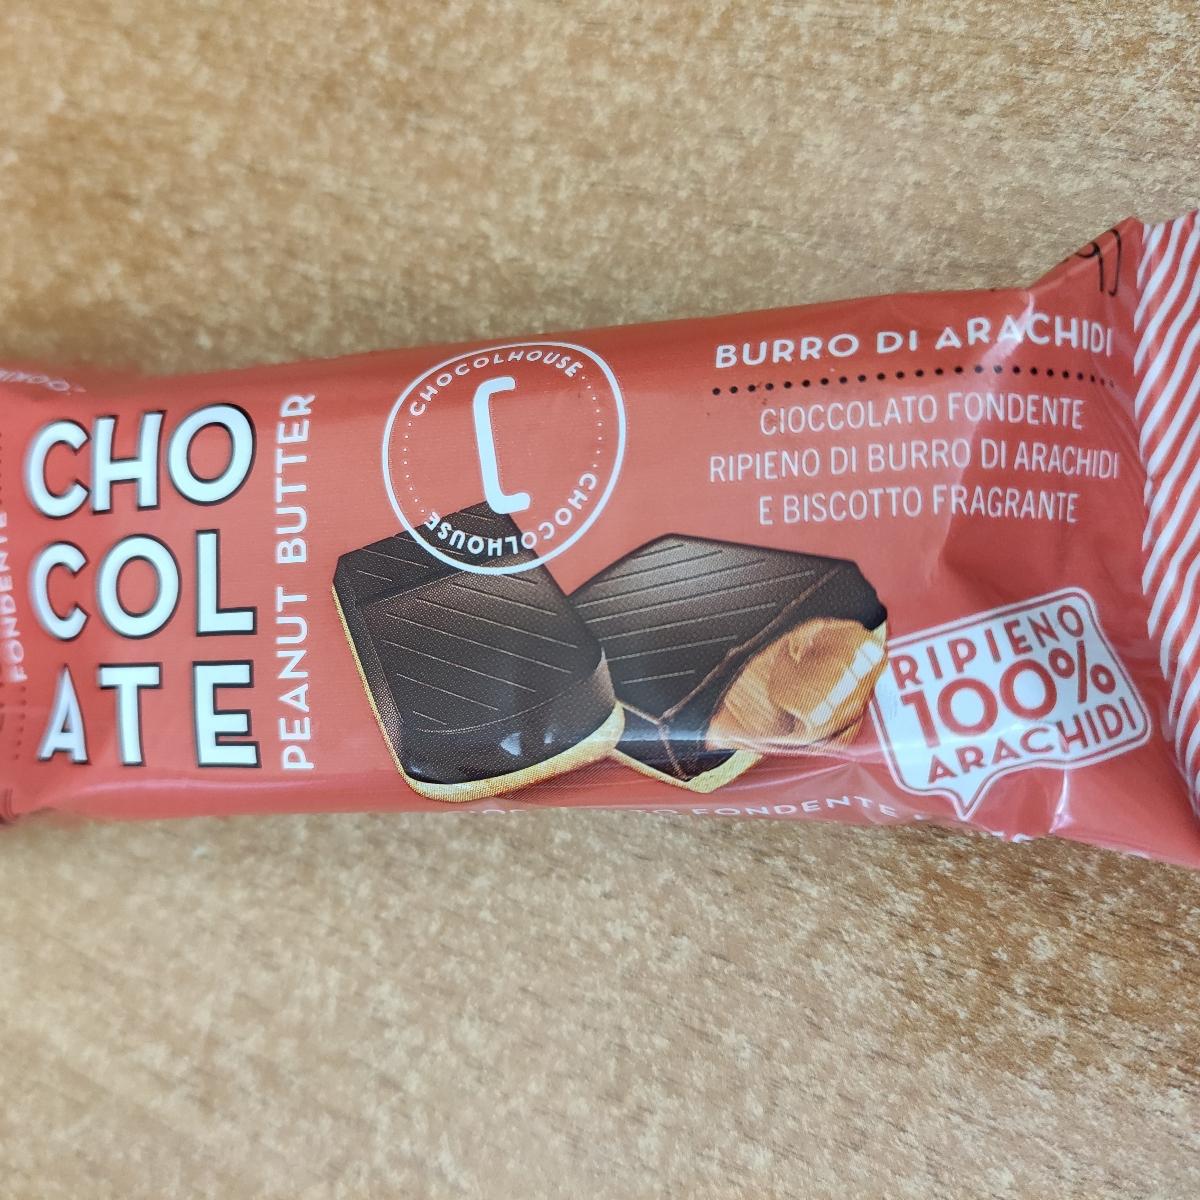 CHO
COL
ATE
PEANUT BUTTER
CHOCOLHOUSE
CHOCOLHOUSE
BURRO DI ARACHIDI
CIOCCOLATO FONDENTE
RIPIENO DI BURRO DI ARACHIDI
E BISCOTTO FRAGRANTE
RIPIENO
100%
ARACHIDI
FONDENTE
FONDENTE